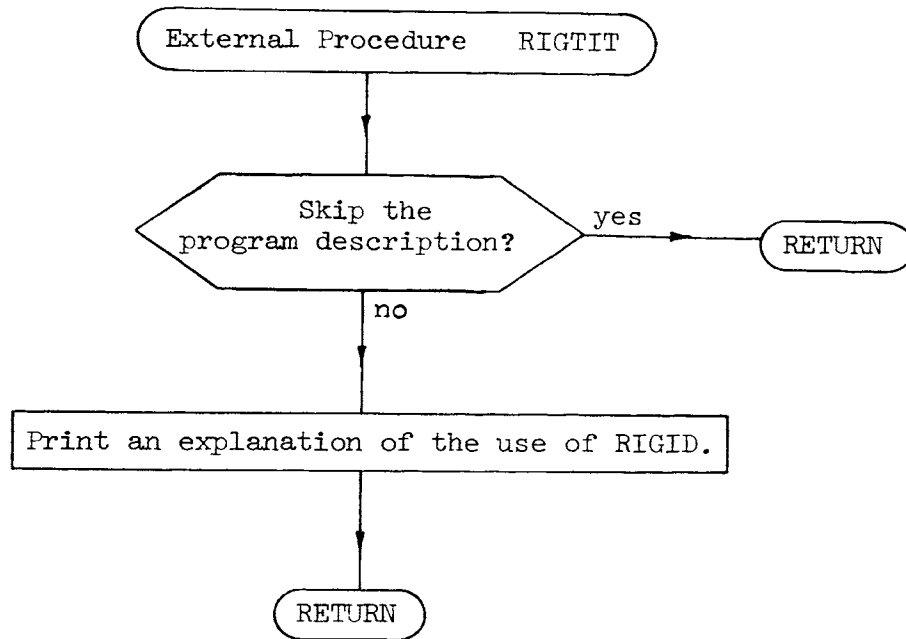 External Procedure RIGTIT
Skip the
program description?
yes
RETURN
no
Print an explanation of the use of RIGID.
RETURN